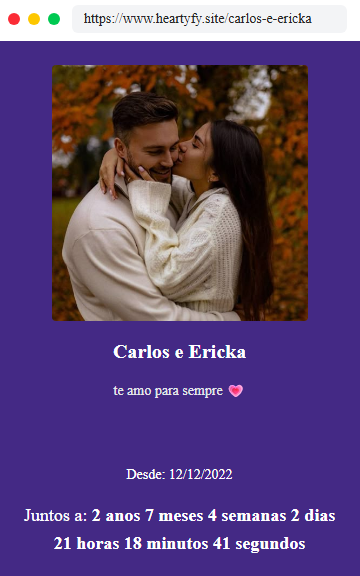 https://www.heartyfy.site/carlos-e-ericka
Carlos e Ericka
te amo para sempre 💗
Desde: 12/12/2022
Juntos a: 2 anos 7 meses 4 semanas 2 dias
21 horas 18 minutos 41 segundos